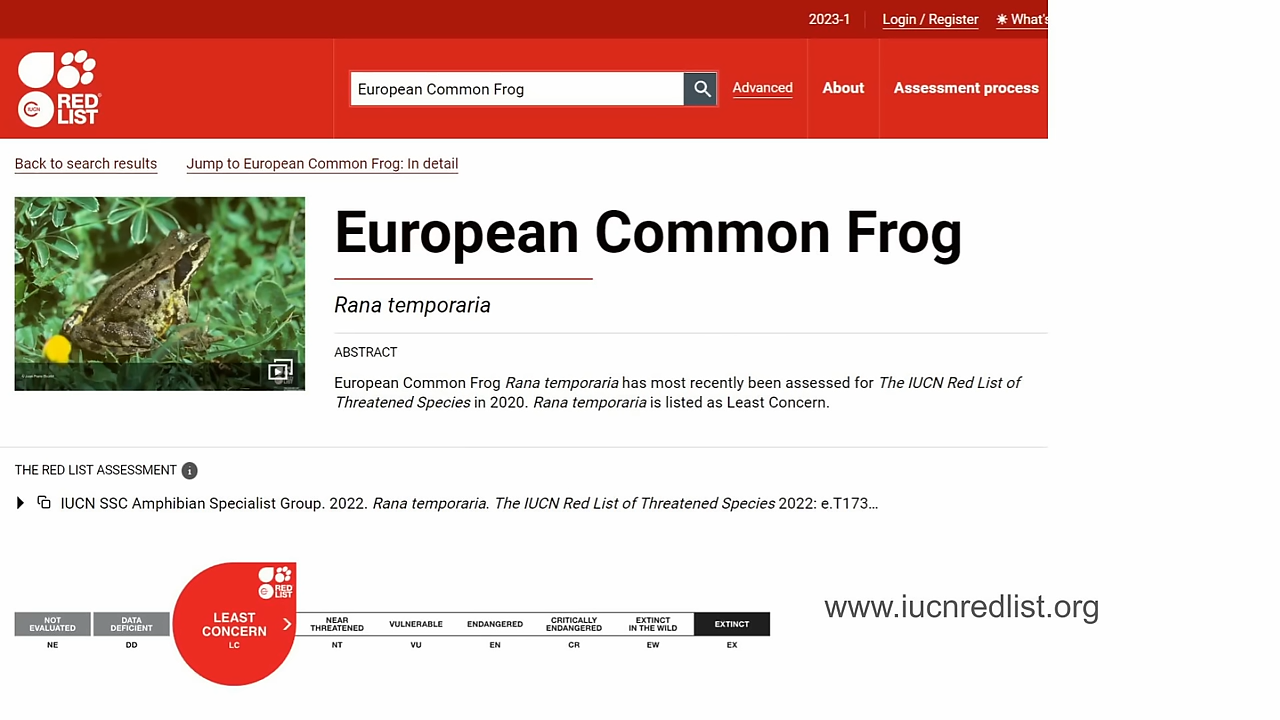 2023-1
Login / Register
What's
RED
LIST
IUCN
European Common Frog
Advanced
About
Assessment process
Back to search results
Jump to European Common Frog: In detail
European Common Frog
Rana temporaria
ABSTRACT
European Common Frog Rana temporaria has most recently been assessed for The IUCN Red List of
Threatened Species in 2020. Rana temporaria is listed as Least Concern.
THE RED LIST ASSESSMENT
IUCN SSC Amphibian Specialist Group. 2022. Rana temporaria. The IUCN Red List of Threatened Species 2022: e.T173…
RED
LIST
NOT
EVALUATED
NE
DATA
DEFICIENT
DD
LEAST
CONCERN
LC
NEAR
THREATENED
NT
VULNERABLE
VU
ENDANGERED
EN
CRITICALLY
ENDANGERED
CR
EXTINCT
IN THE WILD
EW
EXTINCT
EX
www.iucnredlist.org